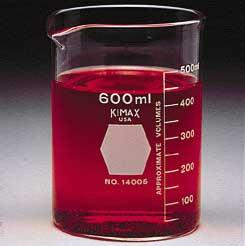 600ml
KIMAX
USA
NO. 14005
APPROXIMATE VOLUMES
500ml
400
300
200
100